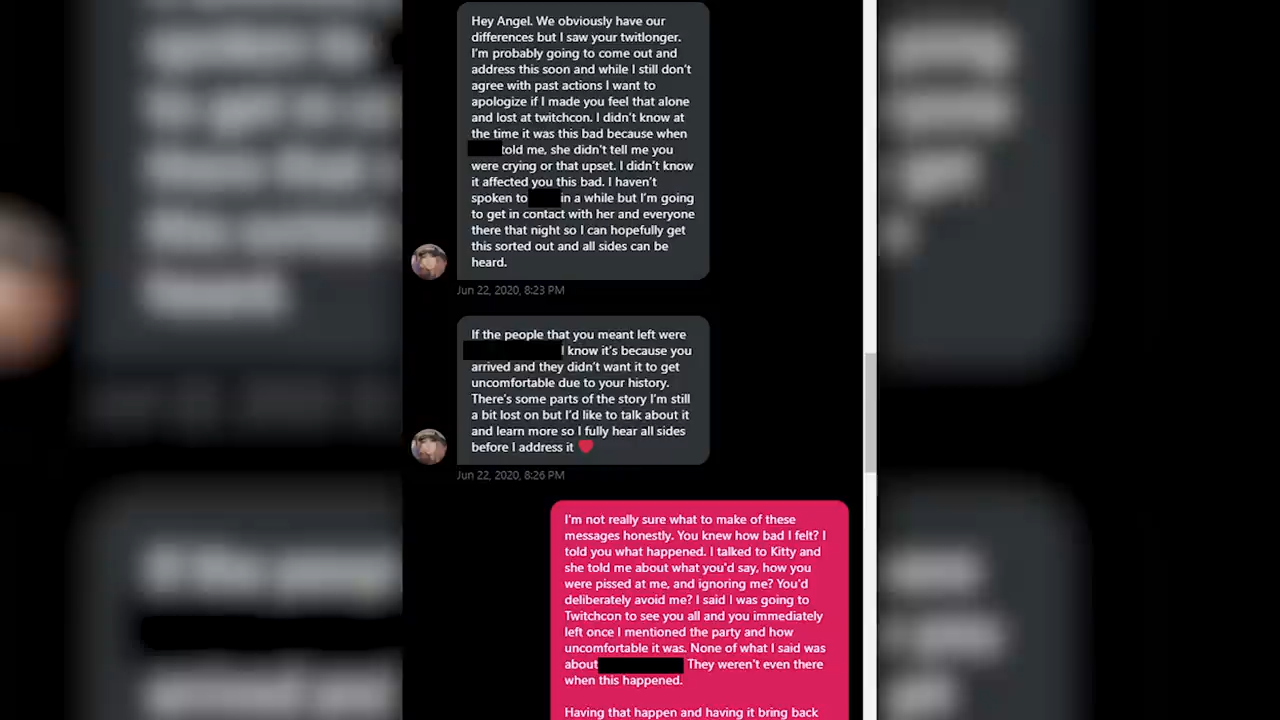 Hey Angel. We obviously have our
differences but I saw your twitlonger.
I'm probably going to come out and
address this soon and while I still don't
agree with past actions I want to
apologize if I made you feel that alone
and lost at twitchcon. I didn't know at
the time it was this bad because when
told me, she didn't tell me you
were crying or that upset. I didn't know
it affected you this bad. I haven't
spoken to in a while but I'm going
to get in contact with her and everyone
there that night so I can hopefully get
this sorted out and all sides can be
heard.
Jun 22, 2020, 8:23 PM
If the people that you meant left were
I know it's because you
arrived and they didn't want it to get
uncomfortable due to your history.
There's some parts of the story I'm still
a bit lost on but I'd like to talk about it
and learn more so I fully hear all sides
before I address it ❤
Jun 22, 2020, 8:26 PM
I'm not really sure what to make of these
messages honestly. You knew how bad I felt? I
told you what happened. I talked to Kitty and
she told me about what you'd say, how you
were pissed at me, and ignoring me? You'd
deliberately avoid me? I said I was going to
Twitchcon to see you all and you immediately
left once I mentioned the party and how
uncomfortable it was. None of what I said was
about They weren't even there
when this happened.
Having that happen and having it bring back